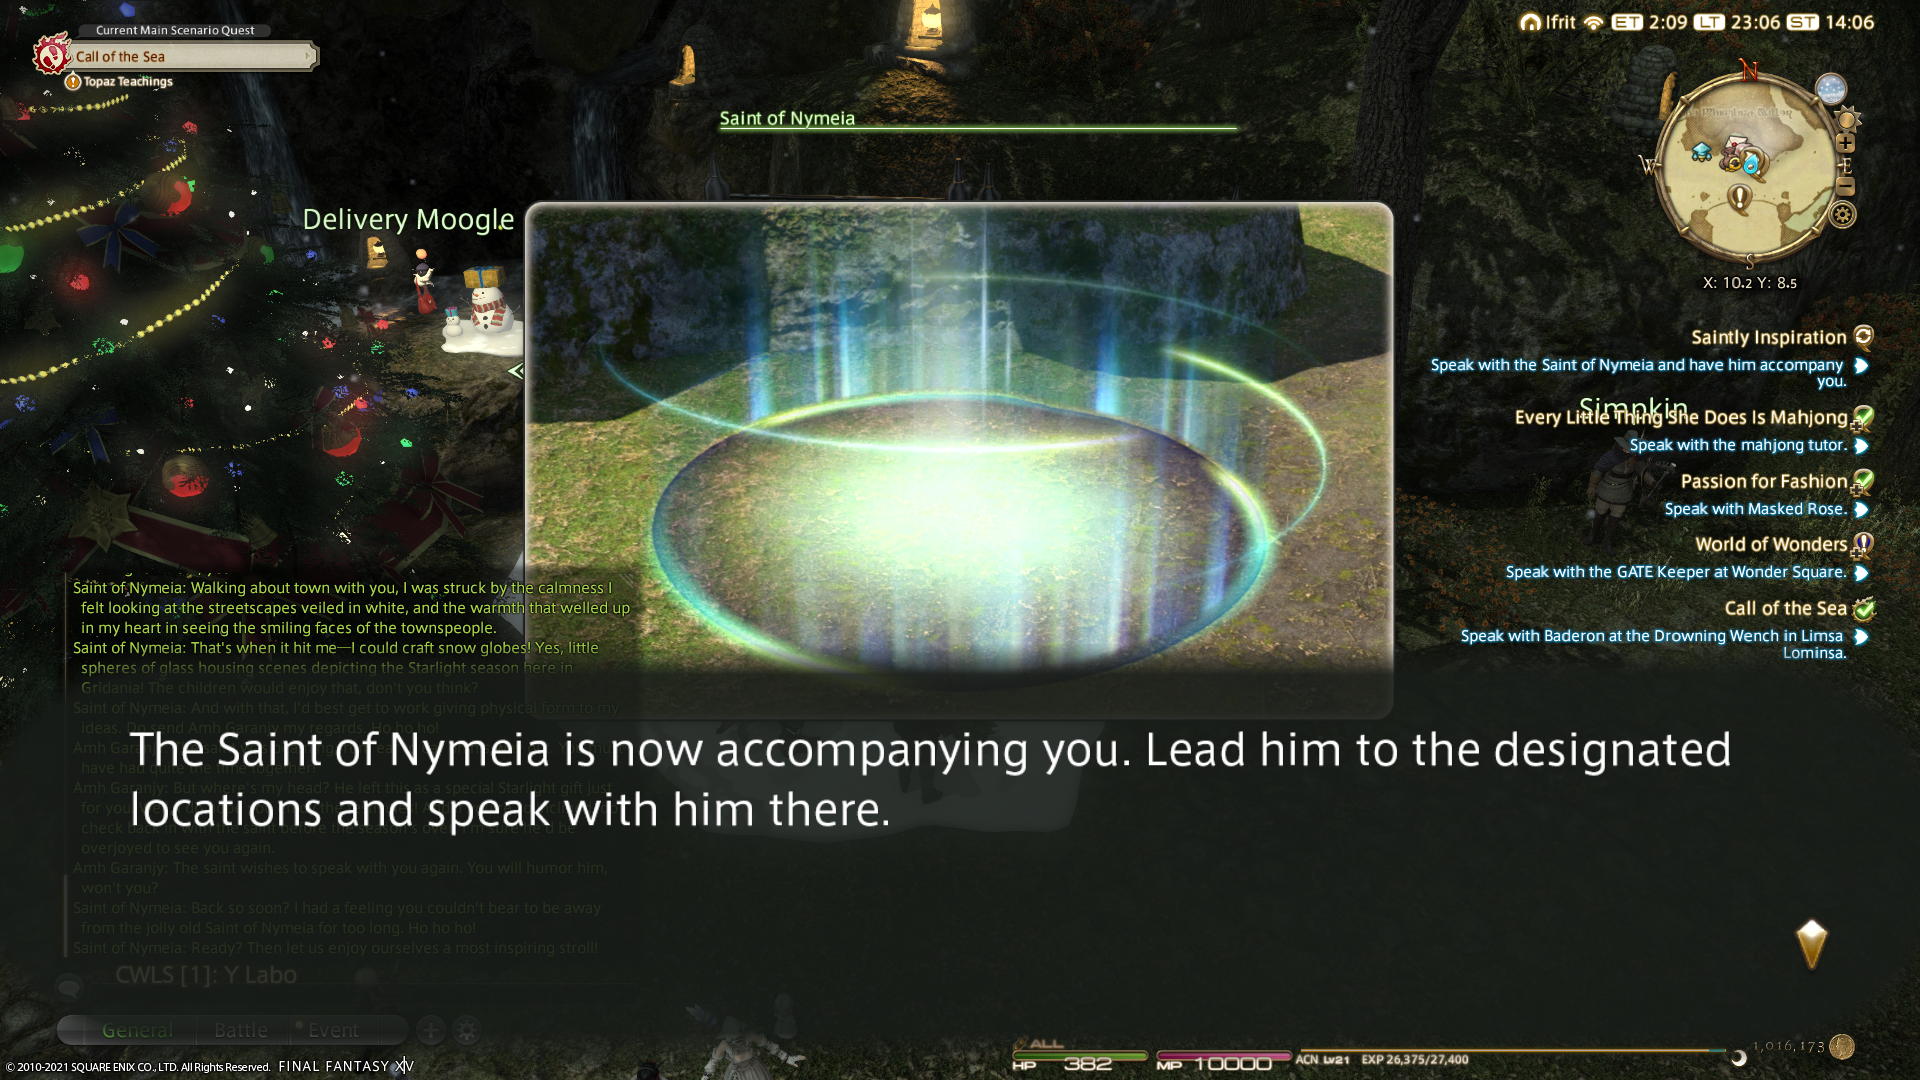 Current Main Scenario Quest
Call of the Sea
Topaz Teachings
Ifrit ET 2:09 LT 23:06 ST 14:06
N
W
E
S
X: 10.2 Y: 8.5
Saint of Nymeia
Delivery Moogle
Simpkin
Saintly Inspiration
Speak with the Saint of Nymeia and have him accompany
you.
Every Little Thing She Does Is Mahjong
Speak with the mahjong tutor.
Passion for Fashion
Speak with Masked Rose.
World of Wonders
Speak with the GATE Keeper at Wonder Square.
Call of the Sea
Speak with Baderon at the Drowning Wench in Limsa
Lominsa.
Saint of Nymeia: Walking about town with you, I was struck by the calmness I
felt looking at the streetscapes veiled in white, and the warmth that welled up
in my heart in seeing the smiling faces of the townspeople.
Saint of Nymeia: That's when it hit me—I could craft snow globes! Yes, little
spheres of glass housing scenes depicting the Starlight season here in
Gridania! The children would enjoy that, don't you think?
Saint of Nymeia: And with that, I'd best get to work giving physical form to my
ideas. Do send Amh Garanjy my regards. Ho ho ho!
Amh Garanjy:
have had quite the time together!
Amh Garanjy: But where's my head? He left this as a special Starlight gift just
for you
check back in with the saint before the season's over. I'm sure he'd be
overjoyed to see you again.
Amh Garanjy: The saint wishes to speak with you again. You will humor him,
won't you?
Saint of Nymeia: Back so soon? I had a feeling you couldn't bear to be away
from the jolly old Saint of Nymeia for too long. Ho ho ho!
Saint of Nymeia: Ready? Then let us enjoy ourselves a most inspiring stroll!
The Saint of Nymeia is now accompanying you. Lead him to the designated
locations and speak with him there.
CWLS [1]: Y Labo
General Battle Event
ALL
HP 382 MP 10000 ACN Lv21 EXP 26,375/27,400
1,016,173
© 2010-2021 SQUARE ENIX CO., LTD. All Rights Reserved. FINAL FANTASY XIV